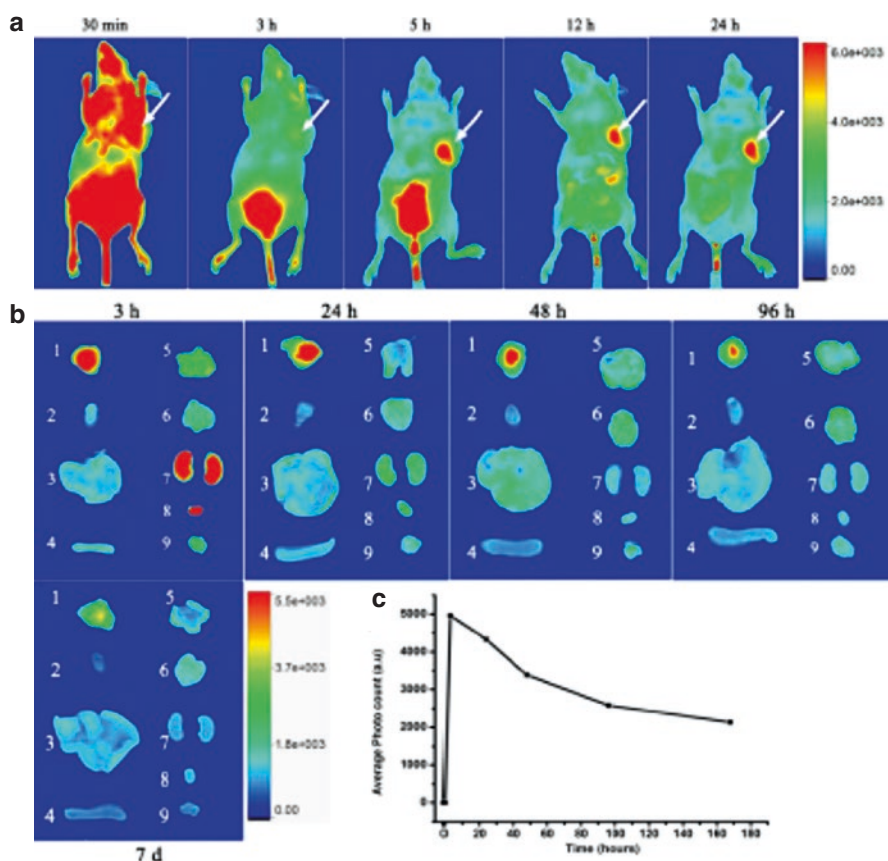 a
30 min 3 h 5 h 12 h 24 h
6.0e+003
4.0e+003
2.0e+003
0.00
b
3 h 24 h 48 h 96 h
1 5 1 5 1 5 1 5
2 6 2 6 2 6 2 6
3 7 3 7 3 7 3 7
8 8 8 8
4 9 4 9 4 9 4 9
1 5
2 6
3 7
8
4 9
7 d
5.5e+003
3.7e+003
1.8e+003
0.00
c
Average Photo count (a.u)
5000
4000
3000
2000
1000
0
0 20 40 60 80 100 120 140 160 180
Time (hours)